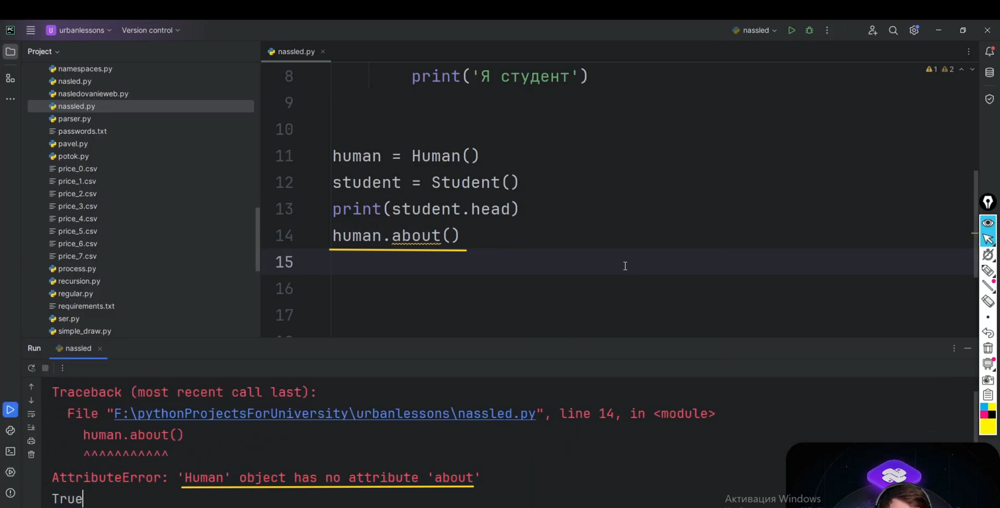 PC
U urbanlessons
Version control
nassled
Project
nassled.py
namespaces.py
nasled.py
nasledovanieweb.py
nassled.py
parser.py
passwords.txt
pavel.py
potok.py
price_0.csv
price_1.csv
price_2.csv
price_3.csv
price_4.csv
price_5.csv
price_6.csv
price_7.csv
process.py
recursion.py
regular.py
requirements.txt
ser.py
simple_draw.py
1 2
8 print('Я студент')
9
10
11 human = Human()
12 student = Student()
13 print(student.head)
14 human.about()
15
16
17
Run nassled
Traceback (most recent call last):
File "F:\pythonProjectsForUniversity\urbanlessons\nassled.py", line 14, in <module>
human.about()
^^^^^^^^^^^
AttributeError: 'Human' object has no attribute 'about'
True
Активация Windows